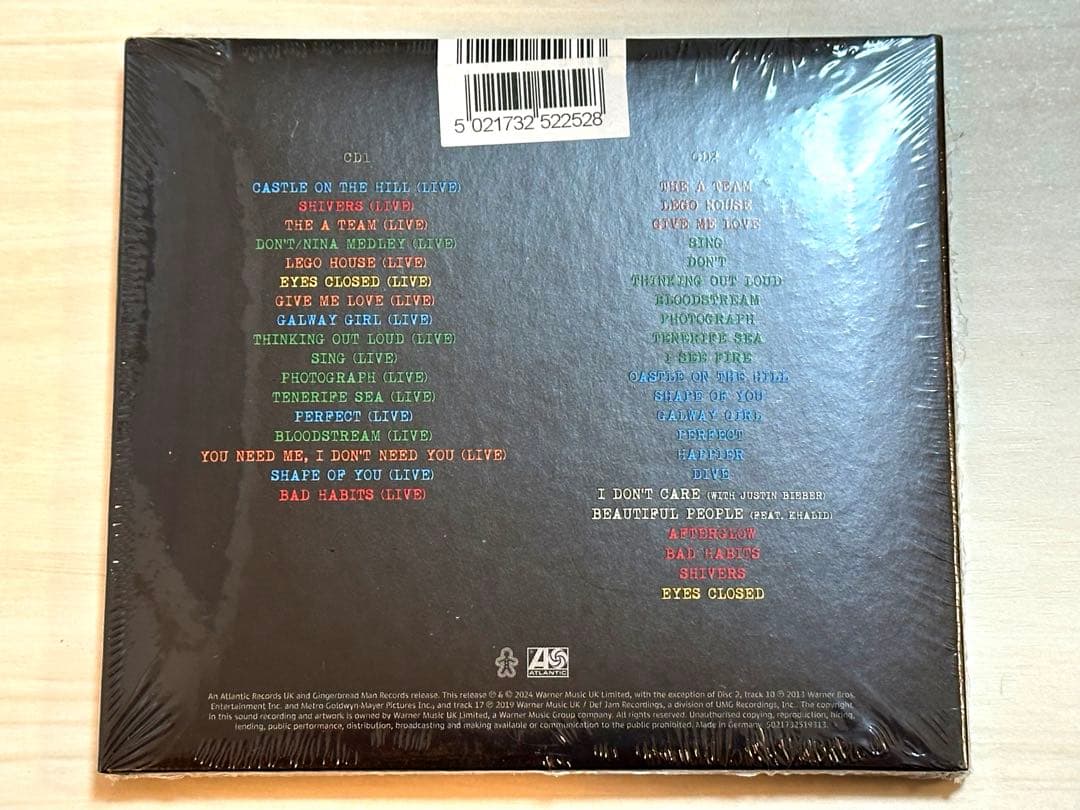 5 021732 522528
CD1
CASTLE ON THE HILL (LIVE)
SHIVERS (LIVE)
THE A TEAM (LIVE)
DON'T/NINA MEDLEY (LIVE)
LEGO HOUSE (LIVE)
EYES CLOSED (LIVE)
GIVE ME LOVE (LIVE)
GALWAY GIRL (LIVE)
THINKING OUT LOUD (LIVE)
SING (LIVE)
PHOTOGRAPH (LIVE)
TENERIFE SEA (LIVE)
PERFECT (LIVE)
BLOODSTREAM (LIVE)
YOU NEED ME, I DON'T NEED YOU (LIVE)
SHAPE OF YOU (LIVE)
BAD HABITS (LIVE)
CD2
THE A TEAM
LEGO HOUSE
GIVE ME LOVE
SING
DON'T
THINKING OUT LOUD
BLOODSTREAM
PHOTOGRAPH
TENERIFE SEA
I SEE FIRE
CASTLE ON THE HILL
SHAPE OF YOU
GALWAY GIRL
PERFECT
HAPPIER
DIVE
I DON'T CARE (WITH JUSTIN BIEBER)
BEAUTIFUL PEOPLE (FEAT. KHALID)
AFTERGLOW
BAD HABITS
SHIVERS
EYES CLOSED
ATLANTIC
An Atlantic Records UK and Gingerbread Man Records release. This release ℗ & © 2024 Warner Music UK Limited, with the exception of Disc 2, track 10 ℗ 2013 Warner Bros.
Entertainment Inc. and Metro-Goldwyn-Mayer Pictures Inc., and track 17 ℗ 2019 Warner Music UK / Def Jam Recordings, a division of UMG Recordings, Inc. The copyright
in this sound recording and artwork is owned by Warner Music UK Limited, a Warner Music Group company. All rights reserved. Unauthorised copying, reproduction, hiring,
lending, public performance, distribution, broadcasting and making available or communication to the public prohibited. Made in Germany. 5021732519313.